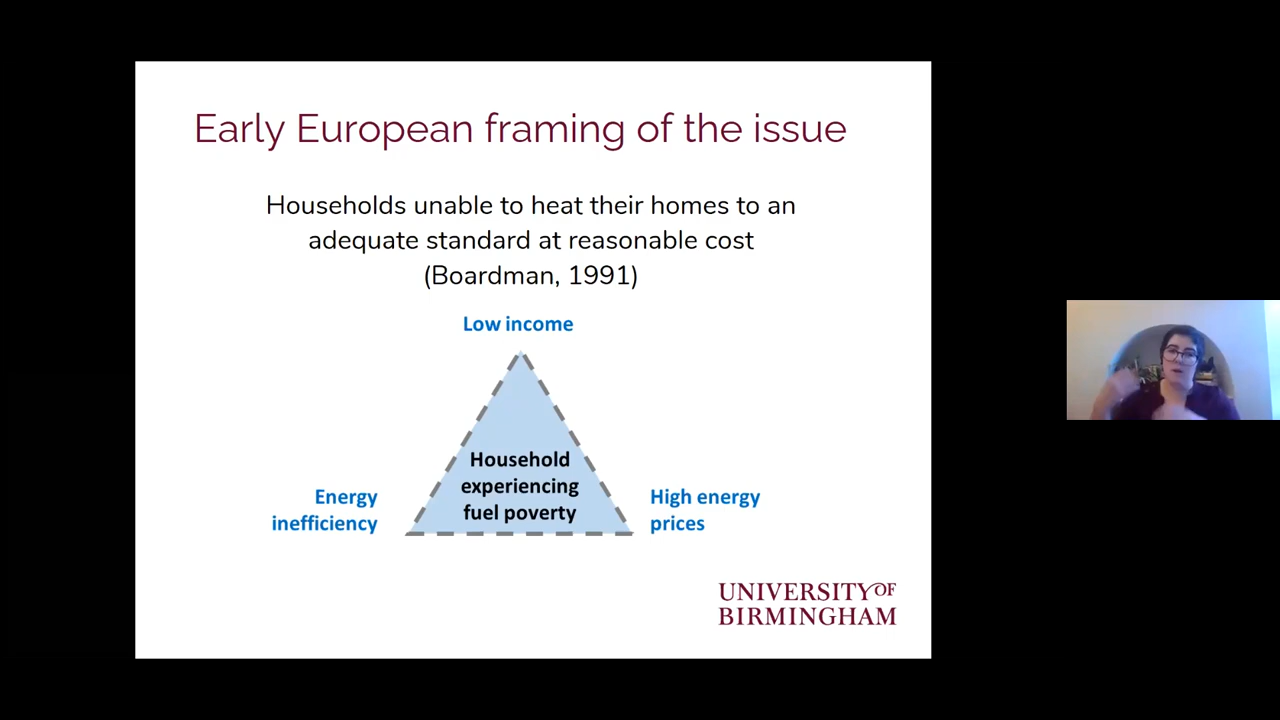 Early European framing of the issue
Households unable to heat their homes to an
adequate standard at reasonable cost
(Boardman, 1991)
Low income
Household
experiencing
fuel poverty
Energy
inefficiency
High energy
prices
UNIVERSITY OF
BIRMINGHAM